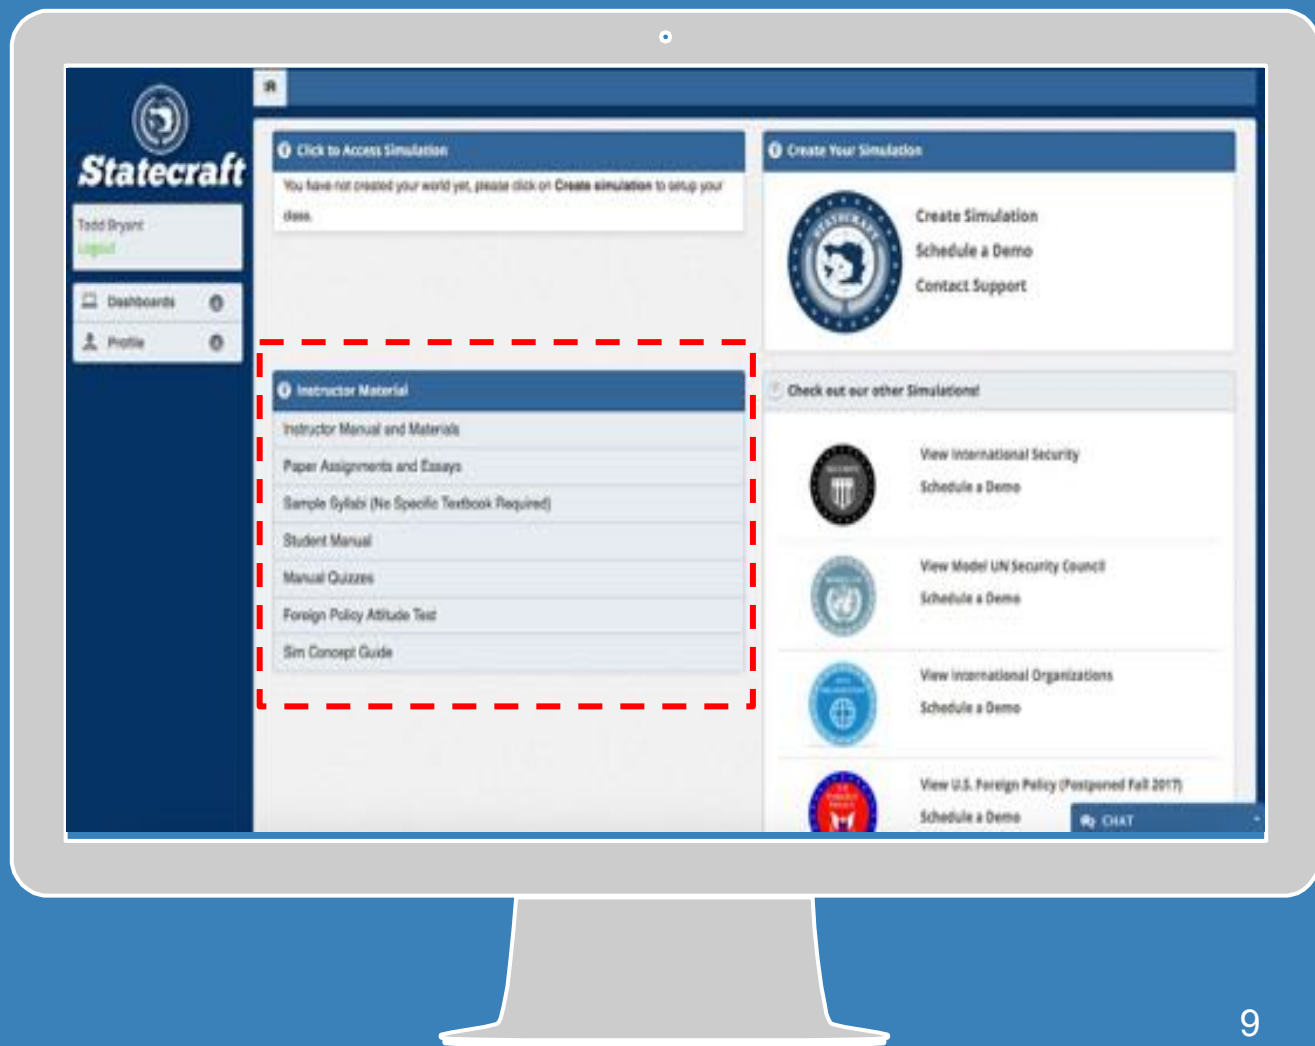 Statecraft
Todd Bryant
Logout
Dashboards
Profile
Click to Access Simulation
You have not created your world yet, please click on Create simulation to setup your
class.
Instructor Material
Instructor Manual and Materials
Paper Assignments and Essays
Sample Syllabi (No Specific Textbook Required)
Student Manual
Manual Quizzes
Foreign Policy Attitude Test
Sim Concept Guide
Create Your Simulation
STATECRAFT
Create Simulation
Schedule a Demo
Contact Support
Check out our other Simulations!
SECURITY
View International Security
Schedule a Demo
MODEL UN
View Model UN Security Council
Schedule a Demo
View International Organizations
Schedule a Demo
View U.S. Foreign Policy (Postponed Fall 2017)
Schedule a Demo
CHAT
9